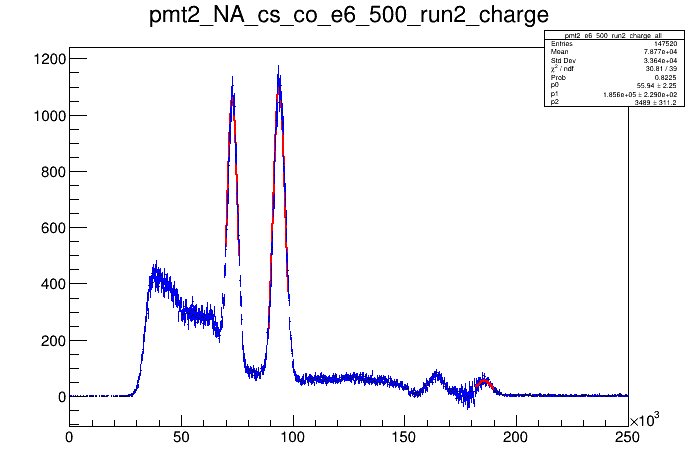 pmt2_NA_cs_co_e6_500_run2_charge
pmt2_e6_500_run2_charge_all
Entries 147520
Mean 7.877e+04
Std Dev 3.364e+04
χ² / ndf 30.81 / 39
Prob 0.8225
p0 55.94 ± 2.25
p1 1.856e+05 ± 2.290e+02
p2 3489 ± 311.2
1200
1000
800
600
400
200
0
0 50 100 150 200 250
×10³